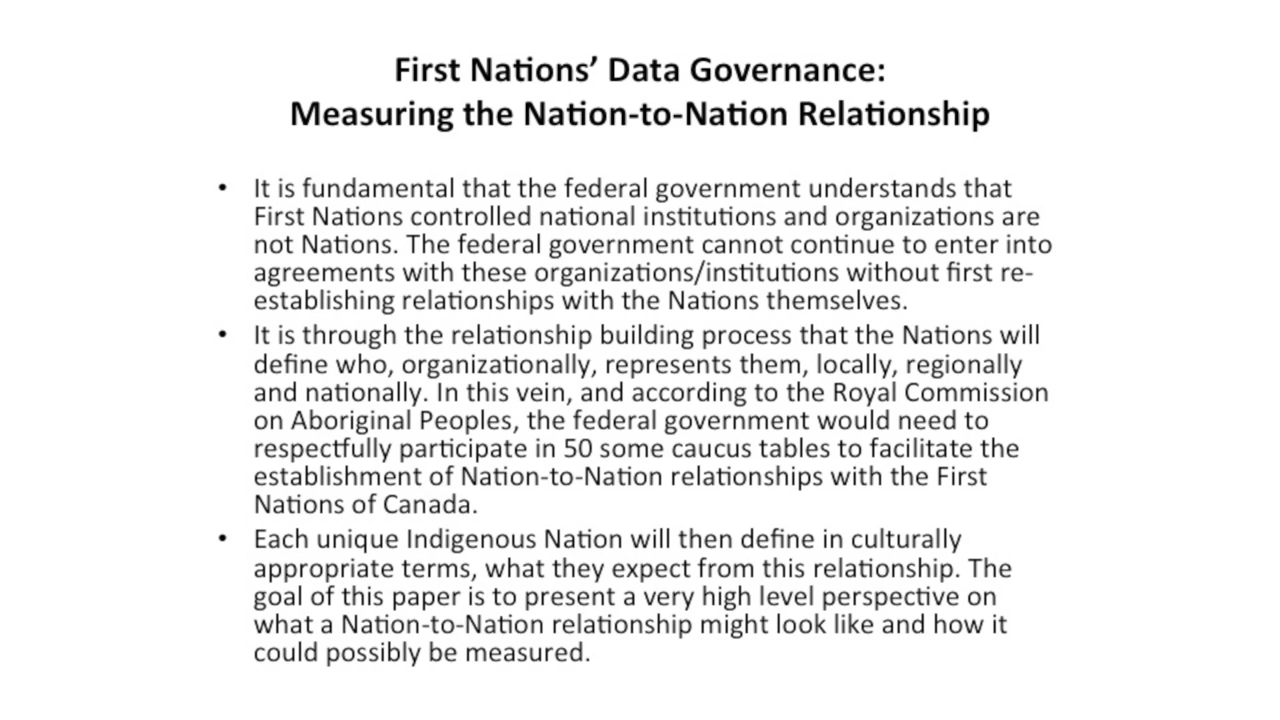 First Nations’ Data Governance:
Measuring the Nation-to-Nation Relationship
• It is fundamental that the federal government understands that
First Nations controlled national institutions and organizations are
not Nations. The federal government cannot continue to enter into
agreements with these organizations/institutions without first re-
establishing relationships with the Nations themselves.
• It is through the relationship building process that the Nations will
define who, organizationally, represents them, locally, regionally
and nationally. In this vein, and according to the Royal Commission
on Aboriginal Peoples, the federal government would need to
respectfully participate in 50 some caucus tables to facilitate the
establishment of Nation-to-Nation relationships with the First
Nations of Canada.
• Each unique Indigenous Nation will then define in culturally
appropriate terms, what they expect from this relationship. The
goal of this paper is to present a very high level perspective on
what a Nation-to-Nation relationship might look like and how it
could possibly be measured.